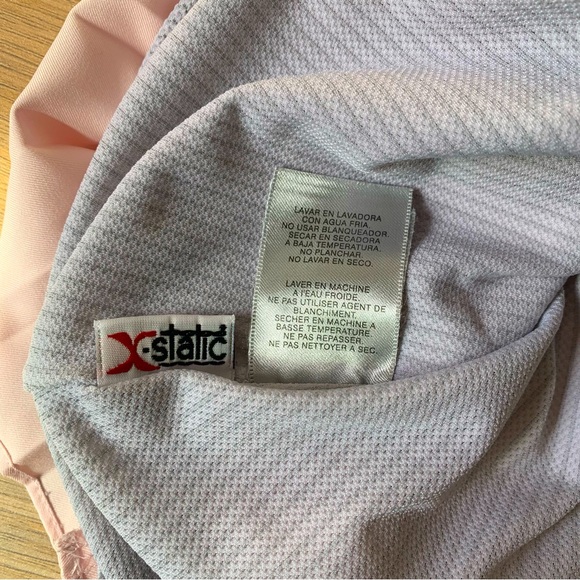 LAVAR EN LAVADORA
CON AGUA FRIA.
NO USAR BLANQUEADOR.
SECAR EN SECADORA
A BAJA TEMPERATURA.
NO PLANCHAR.
NO LAVAR EN SECO.
LAVER EN MACHINE
A l'EAU FROIDE.
NE PAS UTILISER AGENT DE
BLANCHIMENT.
SECHER EN MACHINE A
BASSE TEMPERATURE.
NE PAS REPASSER.
NE PAS NETTOYER A SEC.
X-static